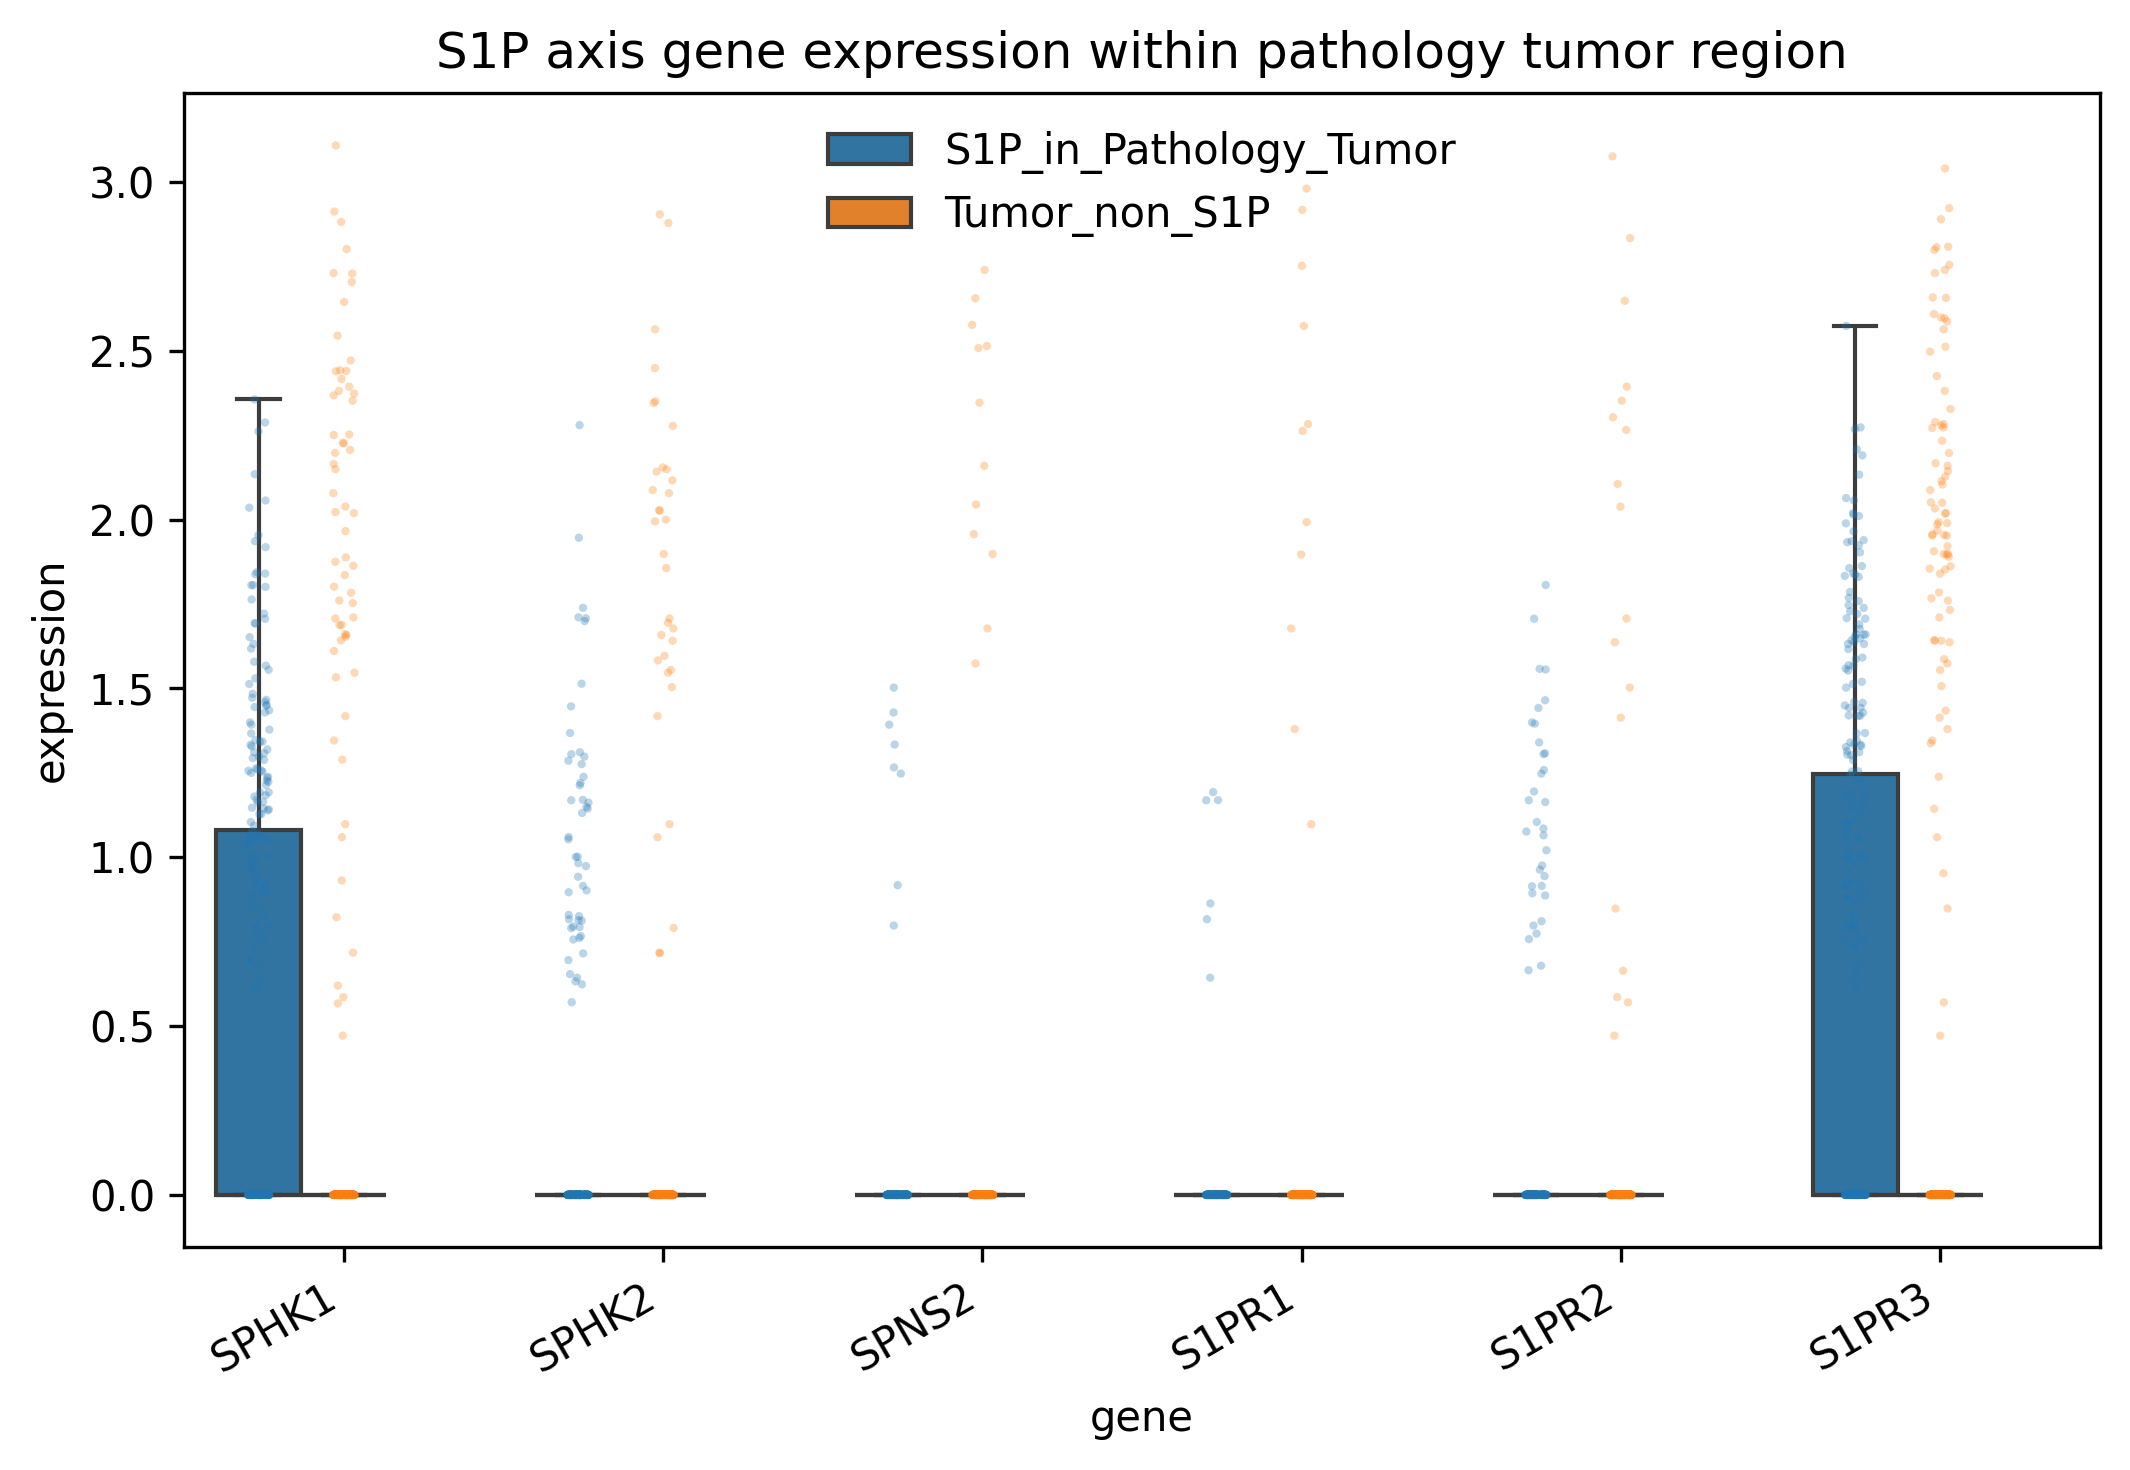 S1P axis gene expression within pathology tumor region
S1P_in_Pathology_Tumor
Tumor_non_S1P
expression
3.0
2.5
2.0
1.5
1.0
0.5
0.0
SPHK1
SPHK2
SPNS2
S1PR1
S1PR2
S1PR3
gene